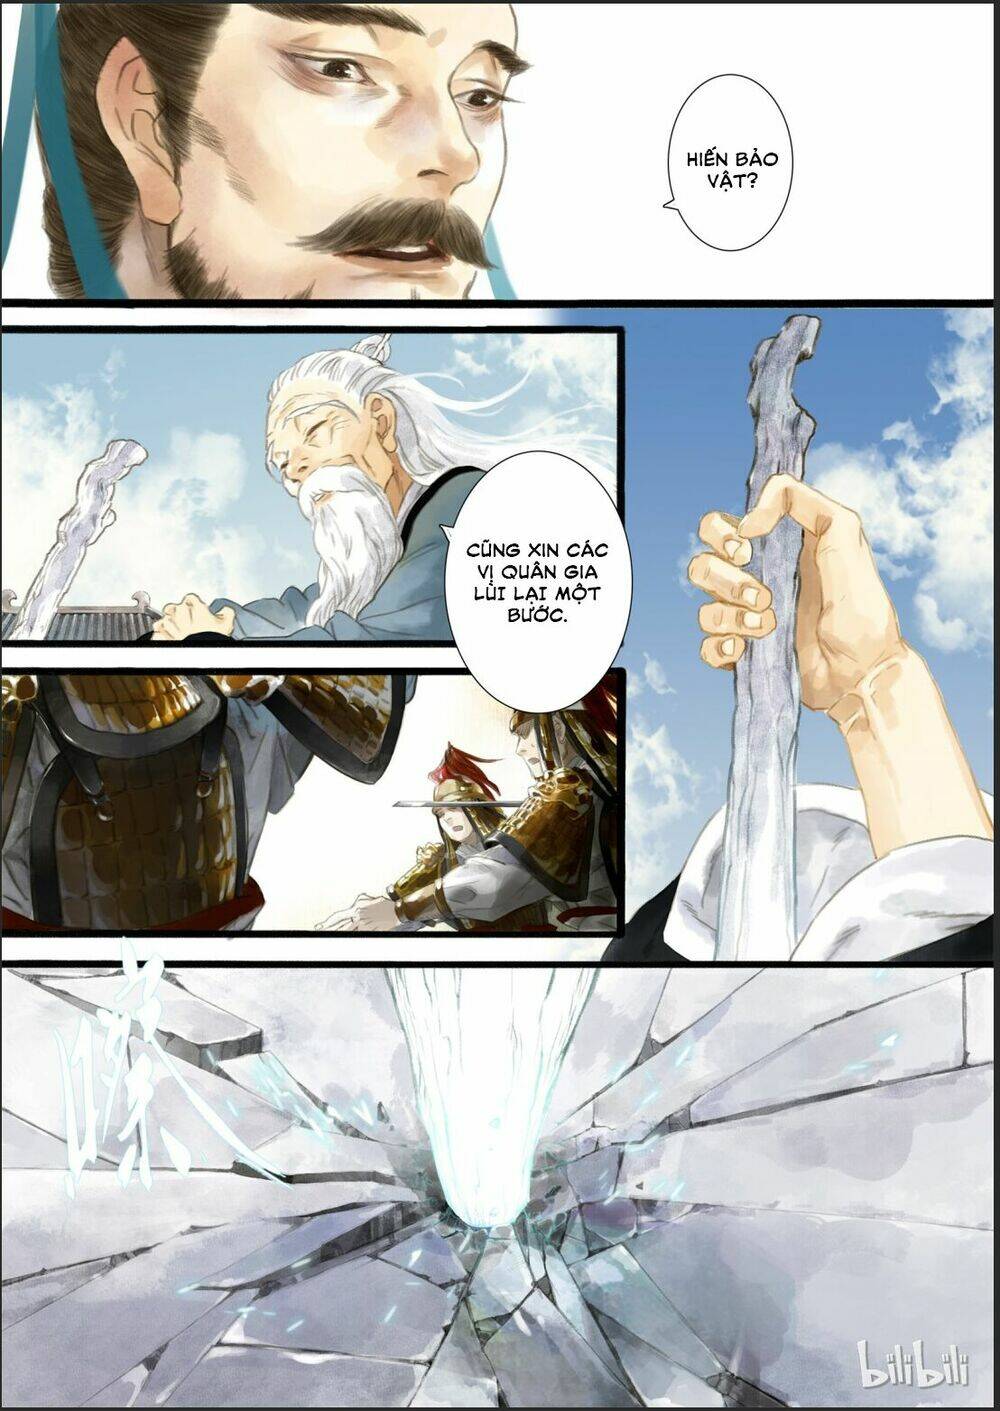 HIẾN BẢO
VẬT?
CŨNG XIN CÁC
VỊ QUÂN GIA
LÙI LẠI MỘT
BƯỚC.
bilibili